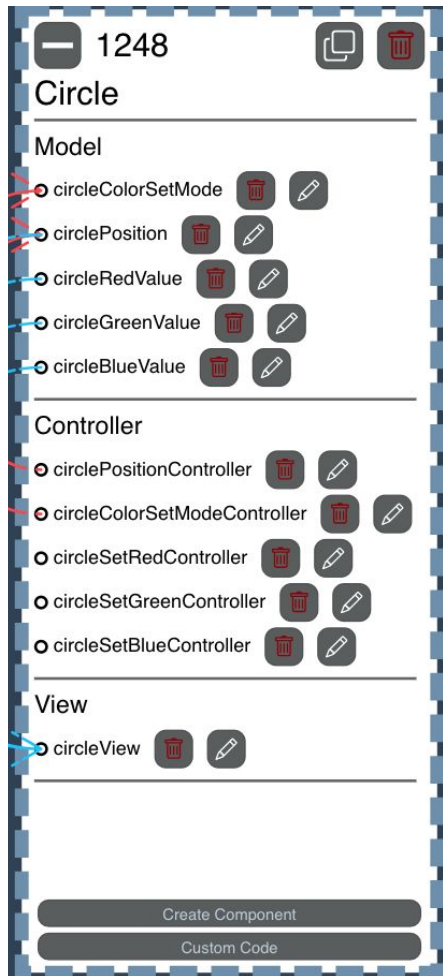 1248
Circle
Model
circleColorSetMode
circlePosition
circleRedValue
circleGreenValue
circleBlueValue
Controller
circlePositionController
circleColorSetModeController
circleSetRedController
circleSetGreenController
circleSetBlueController
View
circleView
Create Component
Custom Code